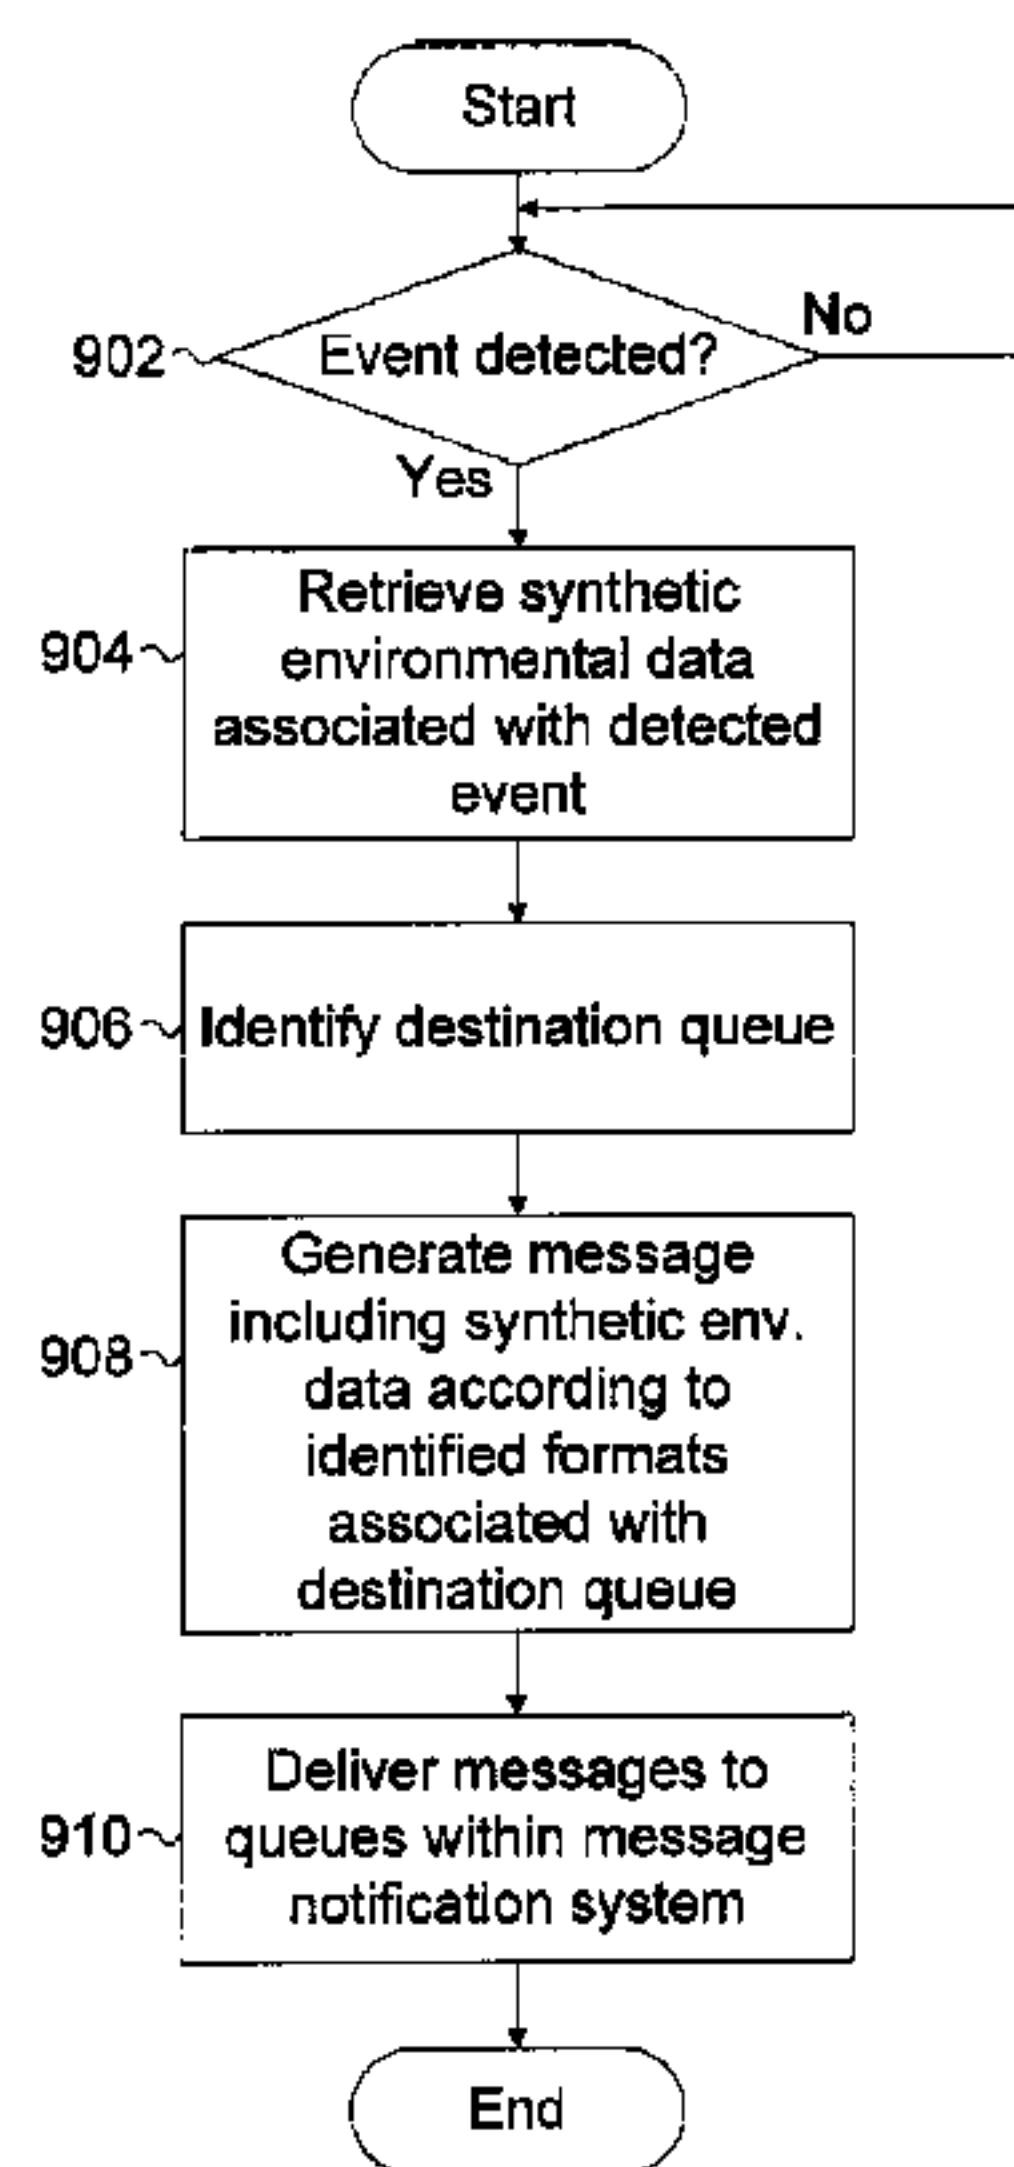 Start
No
902
Event detected?
Yes
904
Retrieve synthetic
environmental data
associated with detected
event
906
Identify destination queue
908
Generate message
including synthetic env.
data according to
identified formats
associated with
destination queue
910
Deliver messages to
queues within message
notification system
End